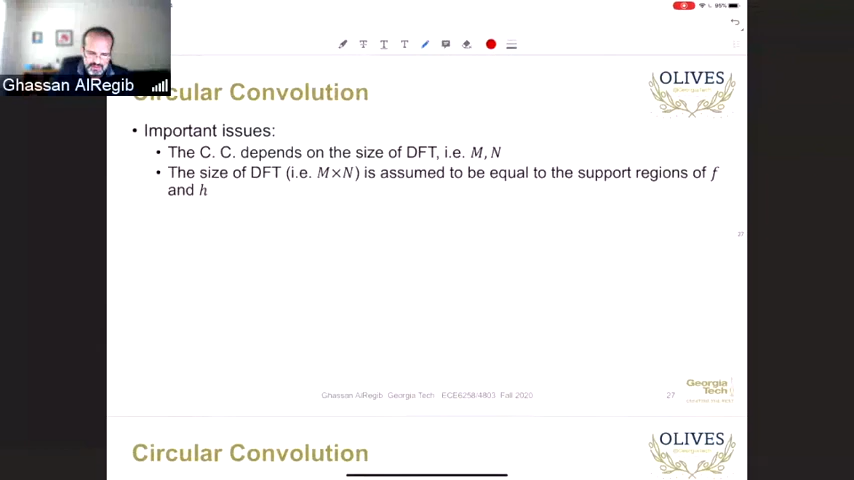 95%
Ghassan AlRegib
Circular Convolution
OLIVES
• Important issues:
• The C. C. depends on the size of DFT, i.e. M, N
• The size of DFT (i.e. M×N) is assumed to be equal to the support regions of f
and h
Ghassan AlRegib Georgia Tech ECE6258/4803 Fall 2020
27
Georgia
Tech
Circular Convolution
OLIVES